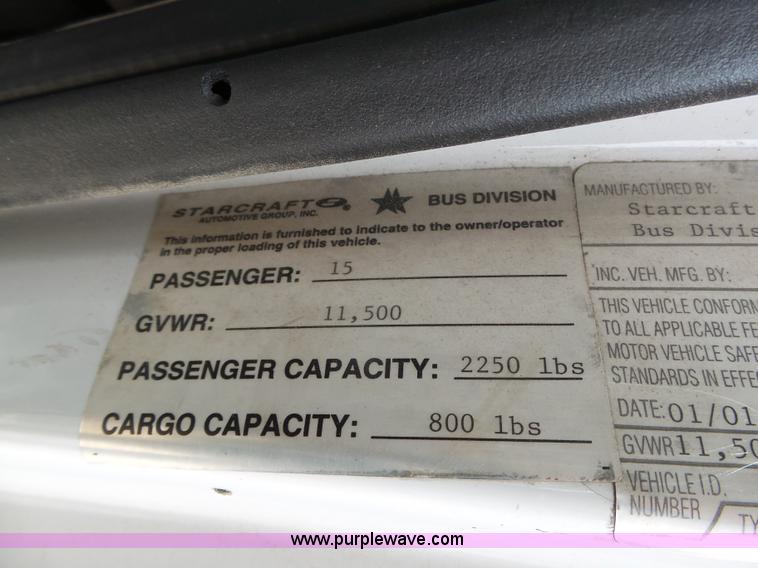 STARCRAFT ® BUS DIVISION
AUTOMOTIVE GROUP, INC.
This information is furnished to indicate to the owner/operator
in the proper loading of this vehicle.
PASSENGER: 15
GVWR: 11,500
PASSENGER CAPACITY: 2250 lbs
CARGO CAPACITY: 800 lbs
MANUFACTURED BY:
Starcraft
Bus Divis
INC. VEH. MFG. BY:
THIS VEHICLE CONFORM
TO ALL APPLICABLE FE
MOTOR VEHICLE SAFE
STANDARDS IN EFFE
DATE: 01/01
GVWR 11,50
VEHICLE I.D.
NUMBER
TY
www.purplewave.com